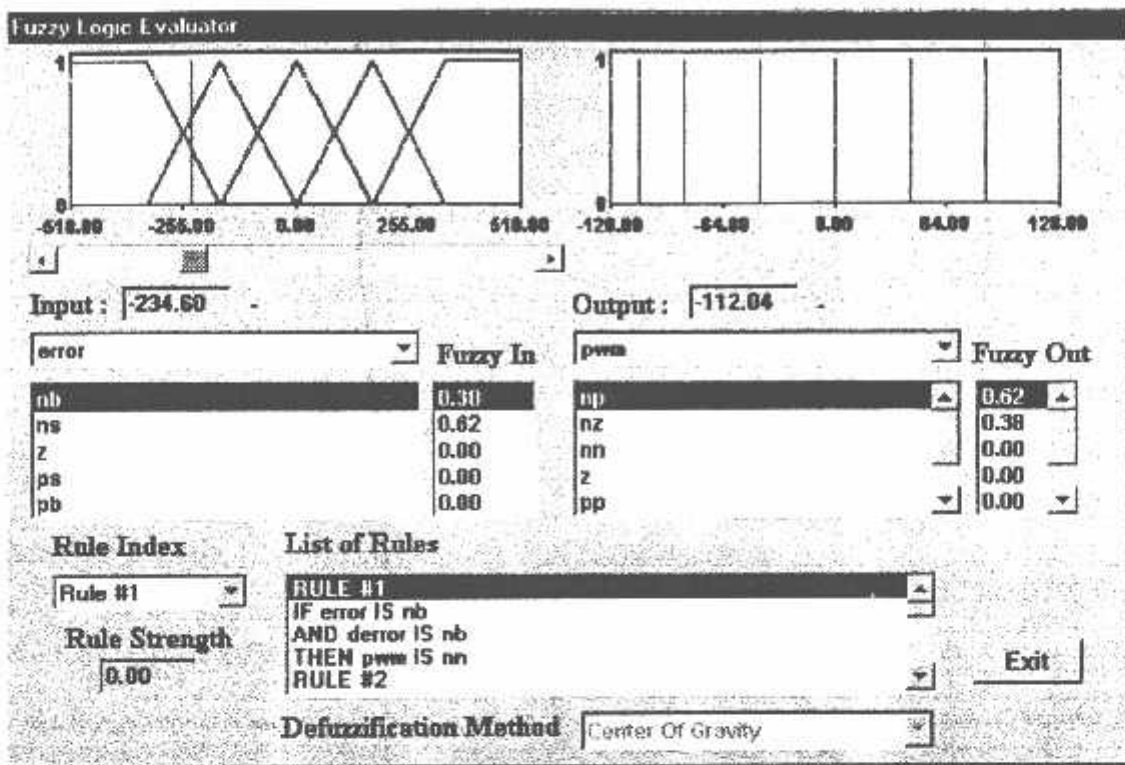 Fuzzy Logic Evaluator
1
0
-510.00 -255.00 0.00 255.00 510.00
1
0
-128.00 -64.00 0.00 64.00 128.00
Input : -234.60 -
Output : -112.04 -
error
Fuzzy In
pwm
Fuzzy Out
nb 0.38
ns 0.62
z 0.00
ps 0.00
pb 0.00
np 0.62
nz 0.38
nn 0.00
z 0.00
pp 0.00
Rule Index
List of Rules
Rule #1
RULE #1
IF error IS nb
AND derror IS nb
THEN pwm IS nn
RULE #2
Rule Strength
0.00
Exit
Defuzzification Method Center Of Gravity